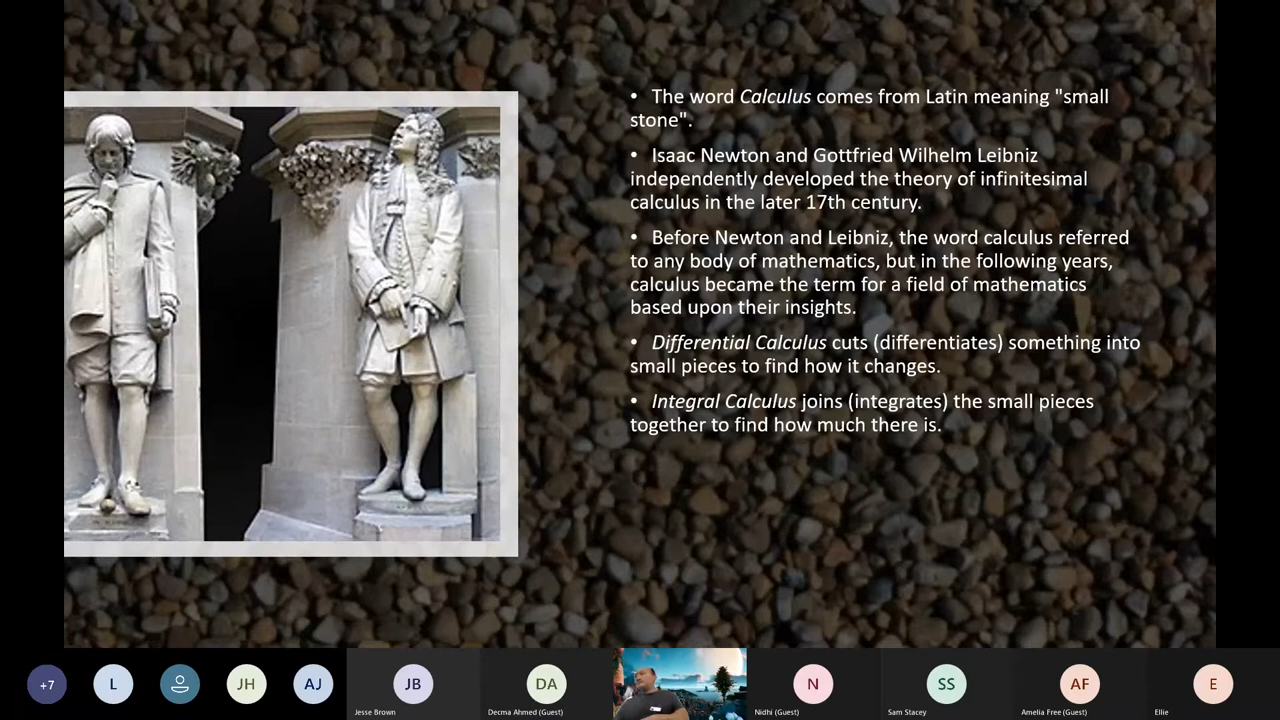 • The word Calculus comes from Latin meaning "small
stone".
• Isaac Newton and Gottfried Wilhelm Leibniz
independently developed the theory of infinitesimal
calculus in the later 17th century.
• Before Newton and Leibniz, the word calculus referred
to any body of mathematics, but in the following years,
calculus became the term for a field of mathematics
based upon their insights.
• Differential Calculus cuts (differentiates) something into
small pieces to find how it changes.
• Integral Calculus joins (integrates) the small pieces
together to find how much there is.
+7
L
JH
AJ
JB
DA
N
SS
AF
E
Jesse Brown
Decma Ahmed (Guest)
Nidhi (Guest)
Sam Stacey
Amelia Free (Guest)
Ellie